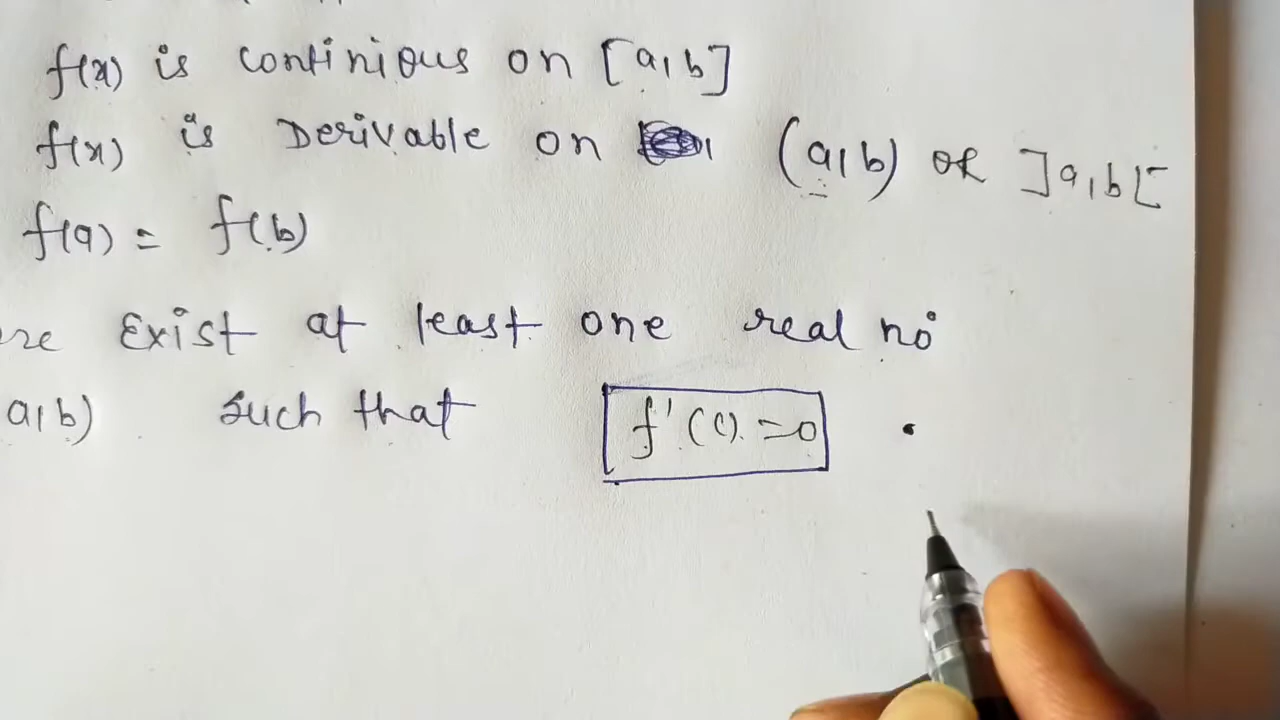 f(x) is continious on [a,b]
f(x) is Derivable on (a,b) or ]a,b[
f(a) = f(b)
re Exist at least one real no
a,b) such that f'(c) = 0 .